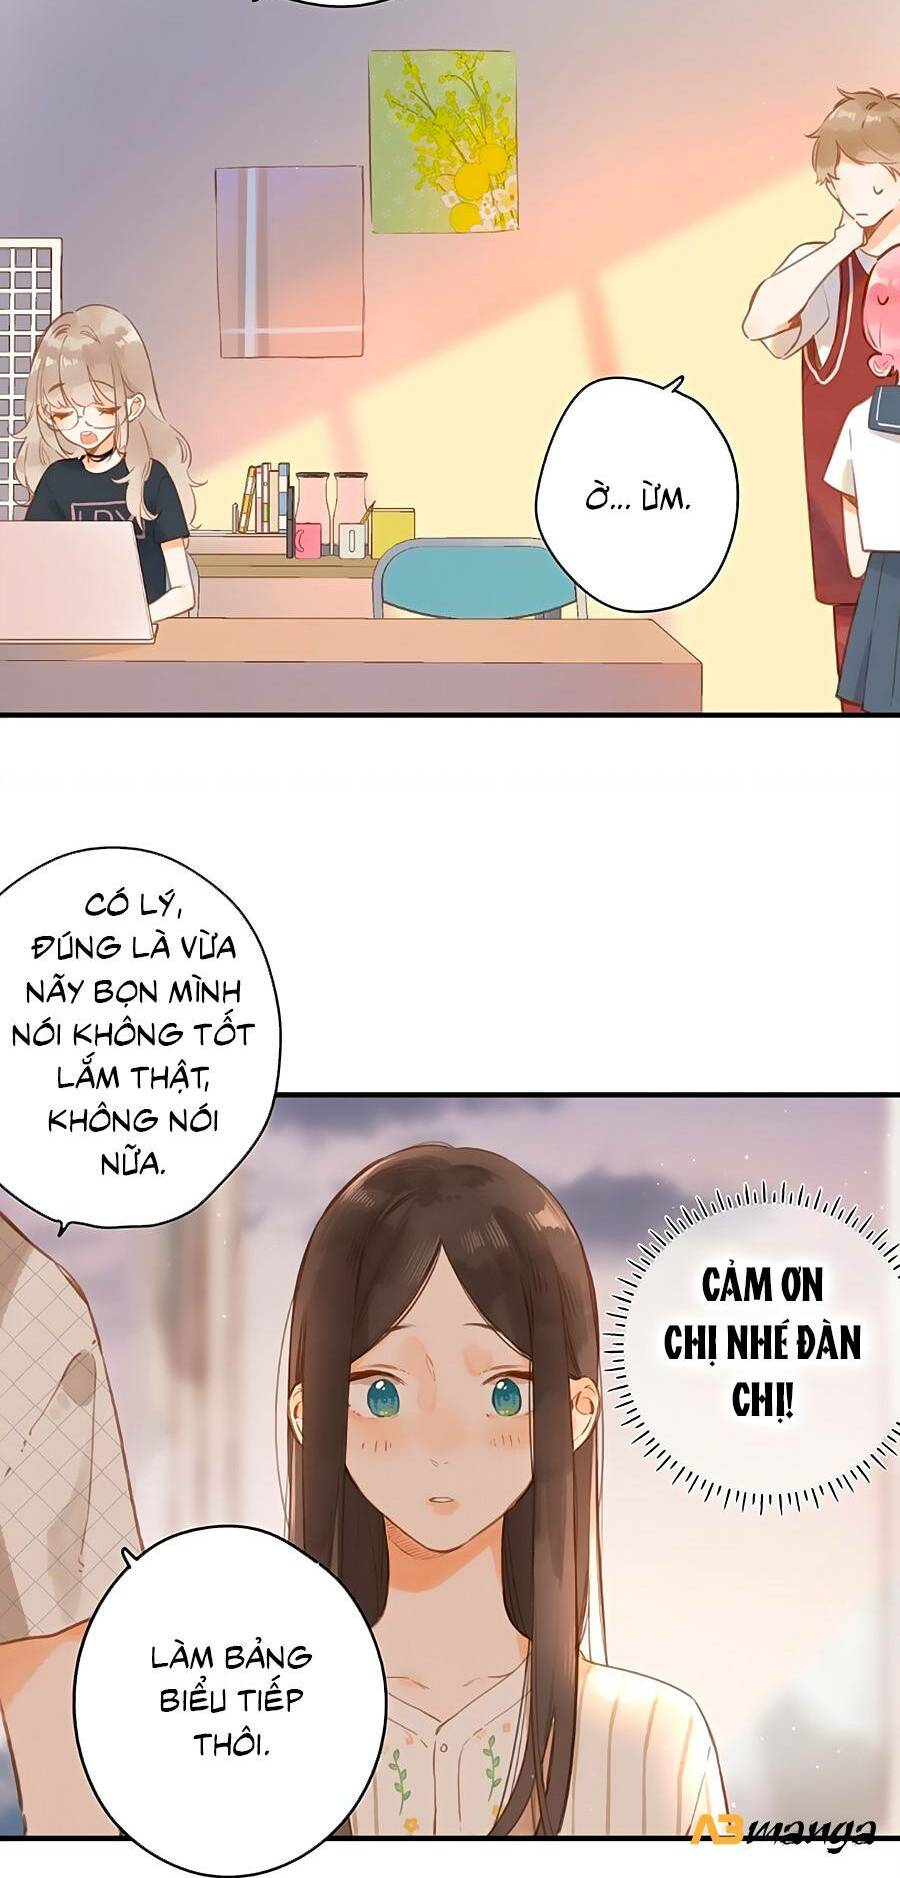 Ờ... ỪM.
CÓ LÝ,
ĐÚNG LÀ VỪA
NÃY BỌN MÌNH
NÓI KHÔNG TỐT
LẮM THẬT,
KHÔNG NÓI
NỮA.
CẢM ƠN
CHỊ NHÉ ĐÀN
CHỊ!
LÀM BẢNG
BIỂU TIẾP
THÔI.
A3manga